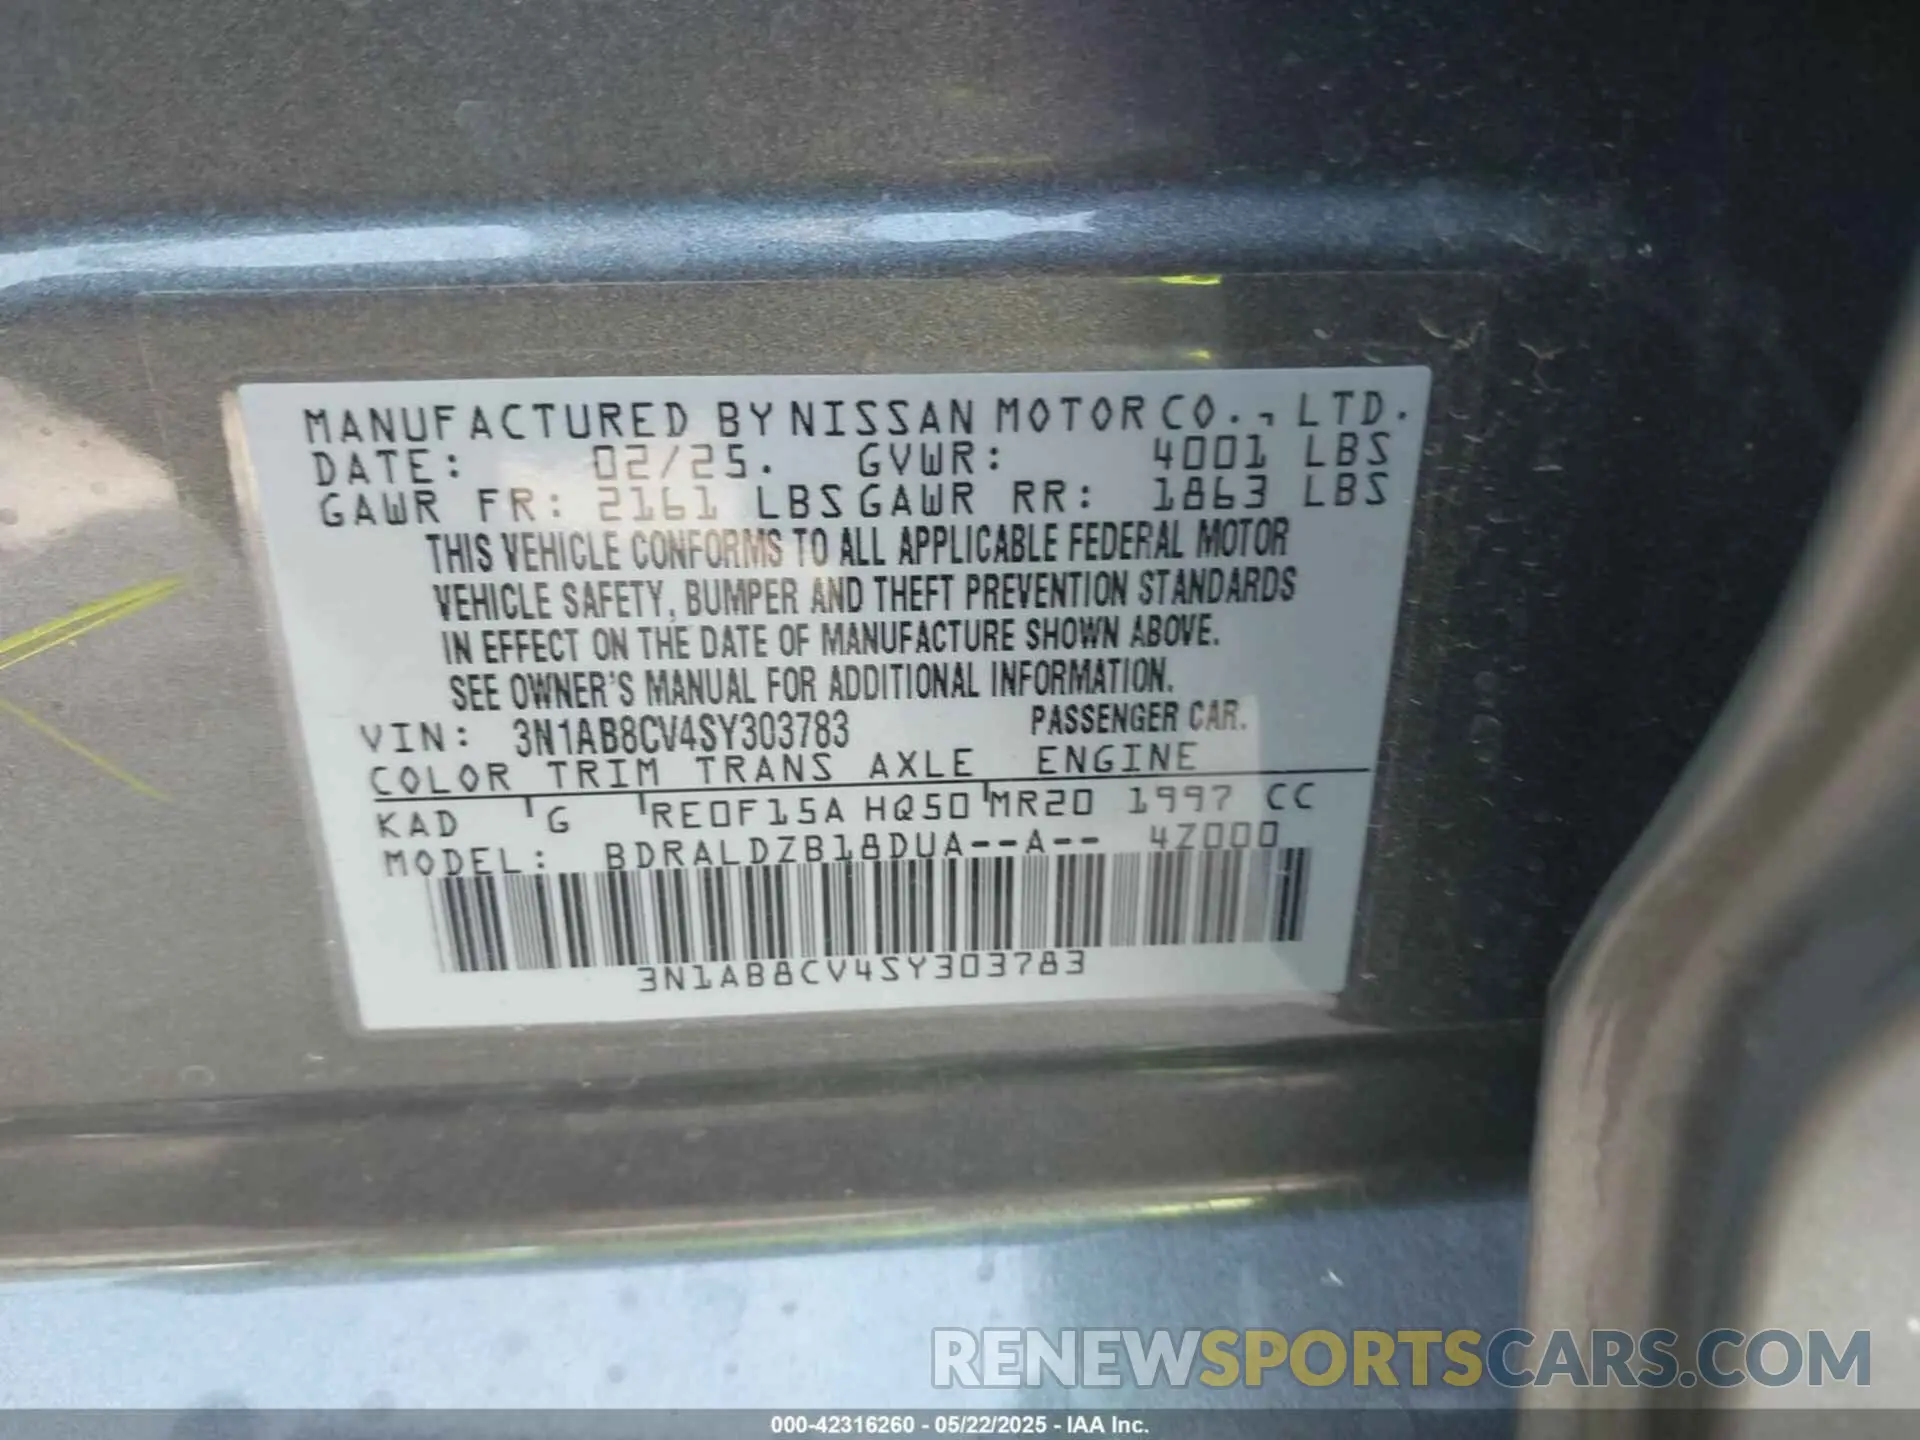 MANUFACTURED BY NISSAN MOTOR CO., LTD.
DATE: 02/25. GVWR: 4001 LBS
GAWR FR: 2161 LBS GAWR RR: 1863 LBS
THIS VEHICLE CONFORMS TO ALL APPLICABLE FEDERAL MOTOR
VEHICLE SAFETY, BUMPER AND THEFT PREVENTION STANDARDS
IN EFFECT ON THE DATE OF MANUFACTURE SHOWN ABOVE.
SEE OWNER'S MANUAL FOR ADDITIONAL INFORMATION.
VIN: 3N1AB8CV4SY303783 PASSENGER CAR.
COLOR TRIM TRANS AXLE ENGINE
KAD G RE0F15A HQ50 MR20 1997 CC
MODEL: BDRALDZB18DUA--A-- 4Z000
3N1AB8CV4SY303783
RENEWSPORTSCARS.COM
000-42316260 - 05/22/2025 - IAA Inc.